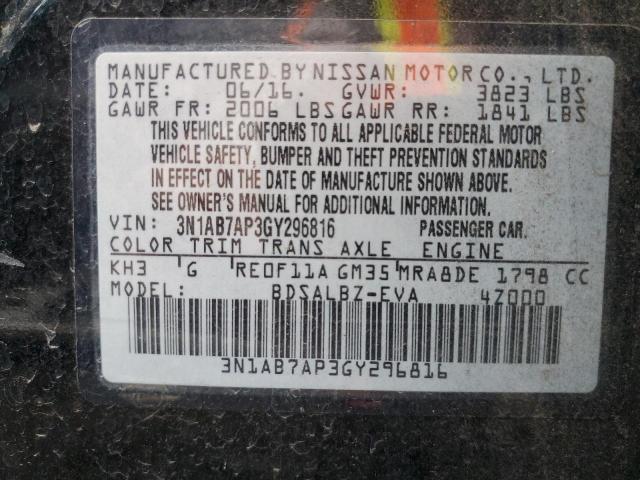 MANUFACTURED BY NISSAN MOTOR CO., LTD.
DATE: 06/16. GVWR: 3823 LBS
GAWR FR: 2006 LBS GAWR RR: 1841 LBS
THIS VEHICLE CONFORMS TO ALL APPLICABLE FEDERAL MOTOR
VEHICLE SAFETY, BUMPER AND THEFT PREVENTION STANDARDS
IN EFFECT ON THE DATE OF MANUFACTURE SHOWN ABOVE.
SEE OWNER'S MANUAL FOR ADDITIONAL INFORMATION.
VIN: 3N1AB7AP3GY296816 PASSENGER CAR.
COLOR TRIM TRANS AXLE ENGINE
KH3 G RE0F11A GM35 MRA8DE 1798 CC
MODEL: BDSALBZ-EVA 4Z000
3N1AB7AP3GY296816